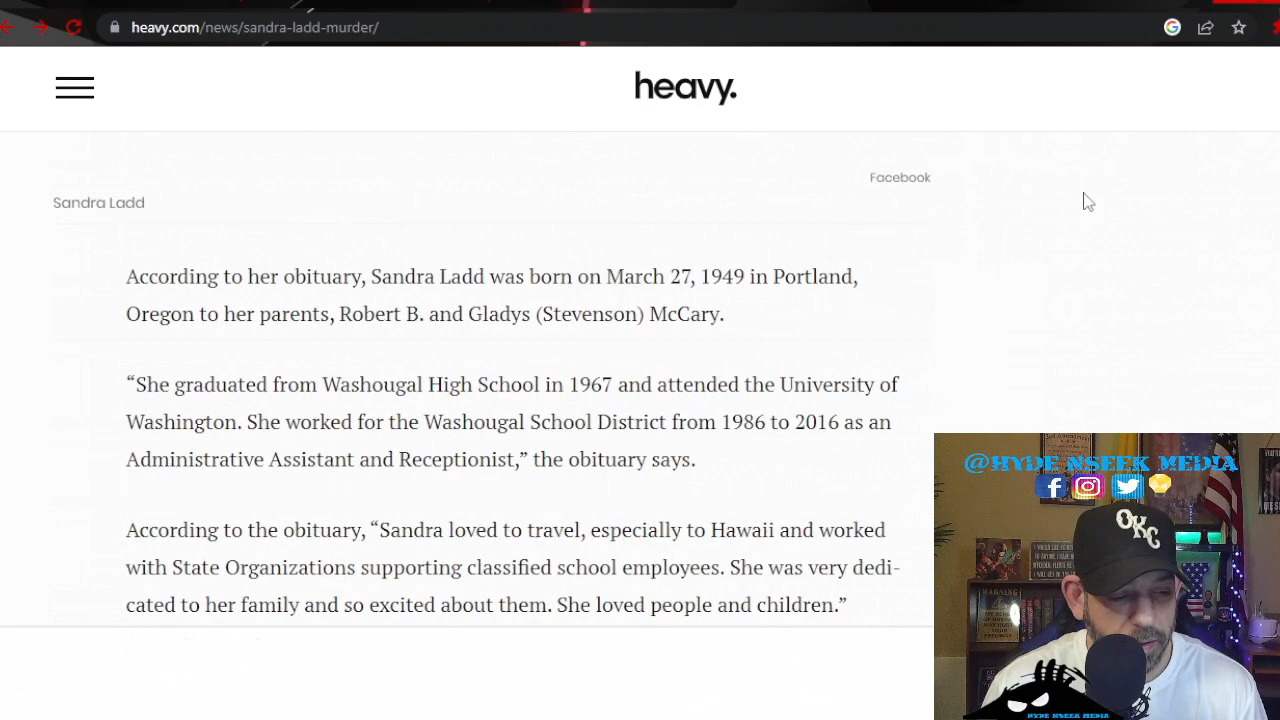 heavy.com/news/sandra-ladd-murder/
heavy.
Facebook
Sandra Ladd
According to her obituary, Sandra Ladd was born on March 27, 1949 in Portland,
Oregon to her parents, Robert B. and Gladys (Stevenson) McCary.
“She graduated from Washougal High School in 1967 and attended the University of
Washington. She worked for the Washougal School District from 1986 to 2016 as an
Administrative Assistant and Receptionist,” the obituary says.
According to the obituary, “Sandra loved to travel, especially to Hawaii and worked
with State Organizations supporting classified school employees. She was very dedi-
cated to her family and so excited about them. She loved people and children.”
@HYDE NSEEK MEDIA
OKC
WARNING
HYDE NSEEK MEDIA